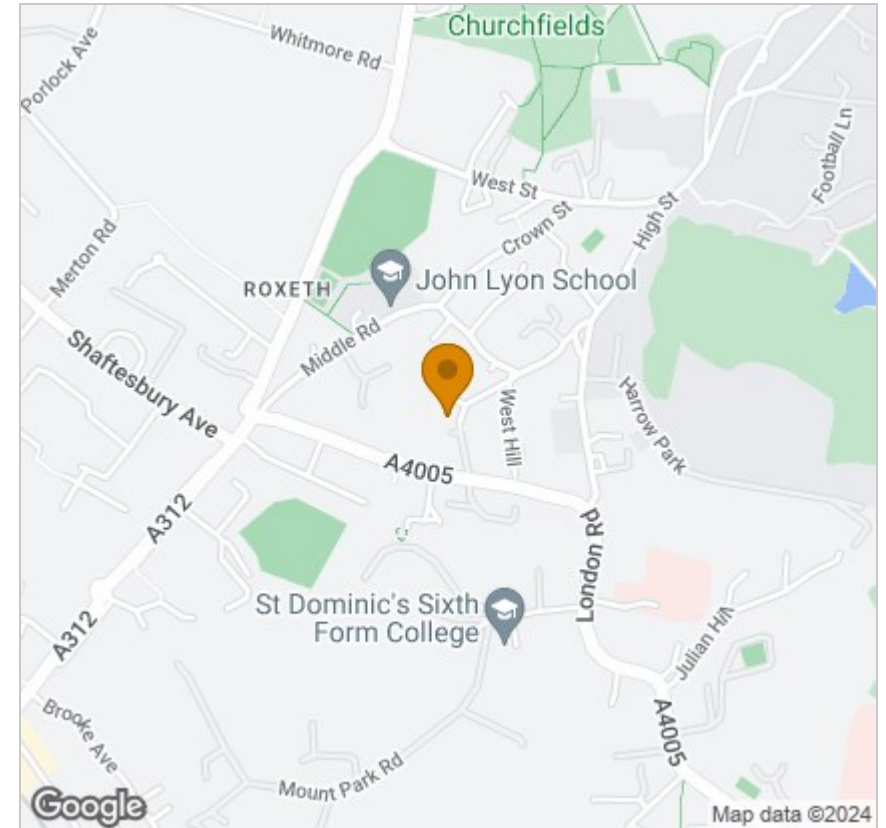 Churchfields
Whitmore Rd
Porlock Ave
Football Ln
West St
High St
Crown St
Merton Rd
ROXETH
John Lyon School
Middle Rd
Shaftesbury Ave
West Hill
Harrow Park
A4005
A312
London Rd
St Dominic's Sixth
Form College
A312
Julian Hill
Brooke Ave
A4005
Mount Park Rd
Google
Map data ©2024